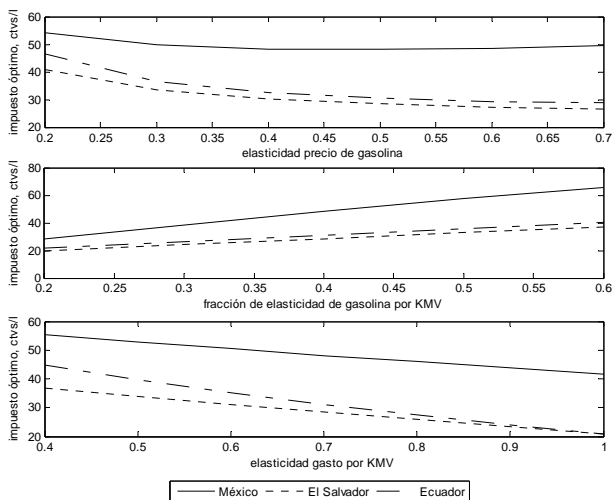 60
50
40
30
20
impuesto óptimo, ctvs/l
0.2 0.25 0.3 0.35 0.4 0.45 0.5 0.55 0.6 0.65 0.7
elasticidad precio de gasolina
80
60
40
20
0
impuesto óptimo, ctvs/l
0.2 0.25 0.3 0.35 0.4 0.45 0.5 0.55 0.6
fracción de elasticidad de gasolina por KMV
60
50
40
30
20
impuesto óptimo, ctvs/l
0.4 0.5 0.6 0.7 0.8 0.9 1
elasticidad gasto por KMV
México El Salvador Ecuador